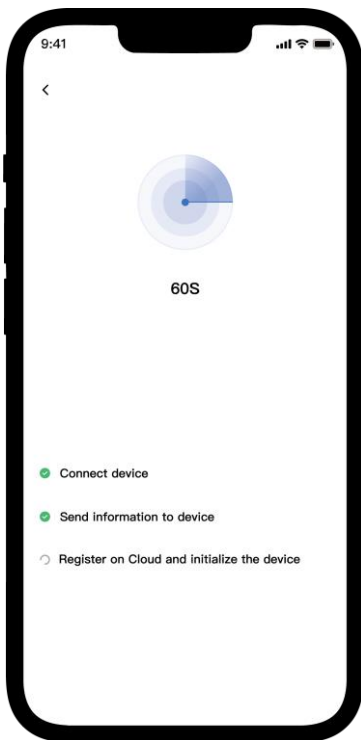 9:41
60S
Connect device
Send information to device
Register on Cloud and initialize the device